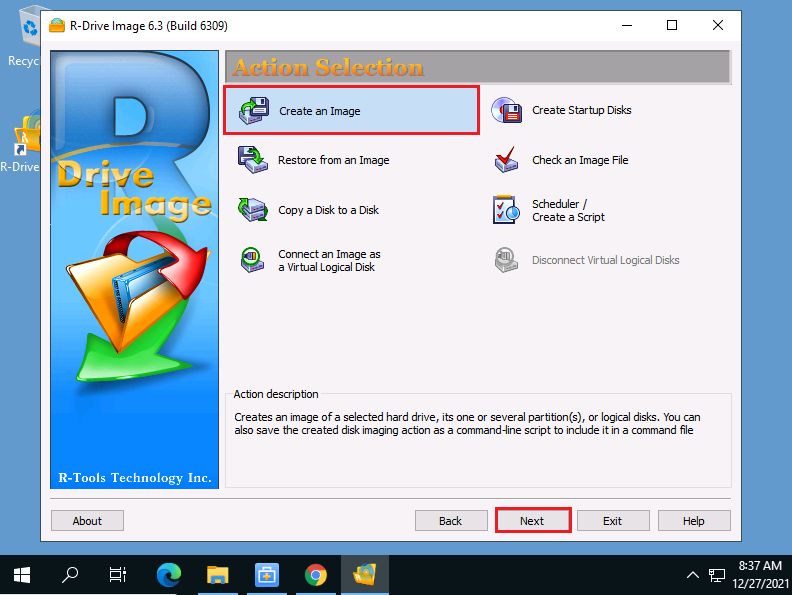 Recyc
R-Drive
R-Drive Image 6.3 (Build 6309)
R
D
Drive
Image
R-Tools Technology Inc.
Action Selection
Create an Image
Create Startup Disks
Restore from an Image
Check an Image File
Copy a Disk to a Disk
Scheduler /
Create a Script
Connect an Image as
a Virtual Logical Disk
Disconnect Virtual Logical Disks
Action description
Creates an image of a selected hard drive, its one or several partition(s), or logical disks. You can
also save the created disk imaging action as a command-line script to include it in a command file
About
Back
Next
Exit
Help
8:37 AM
12/27/2021